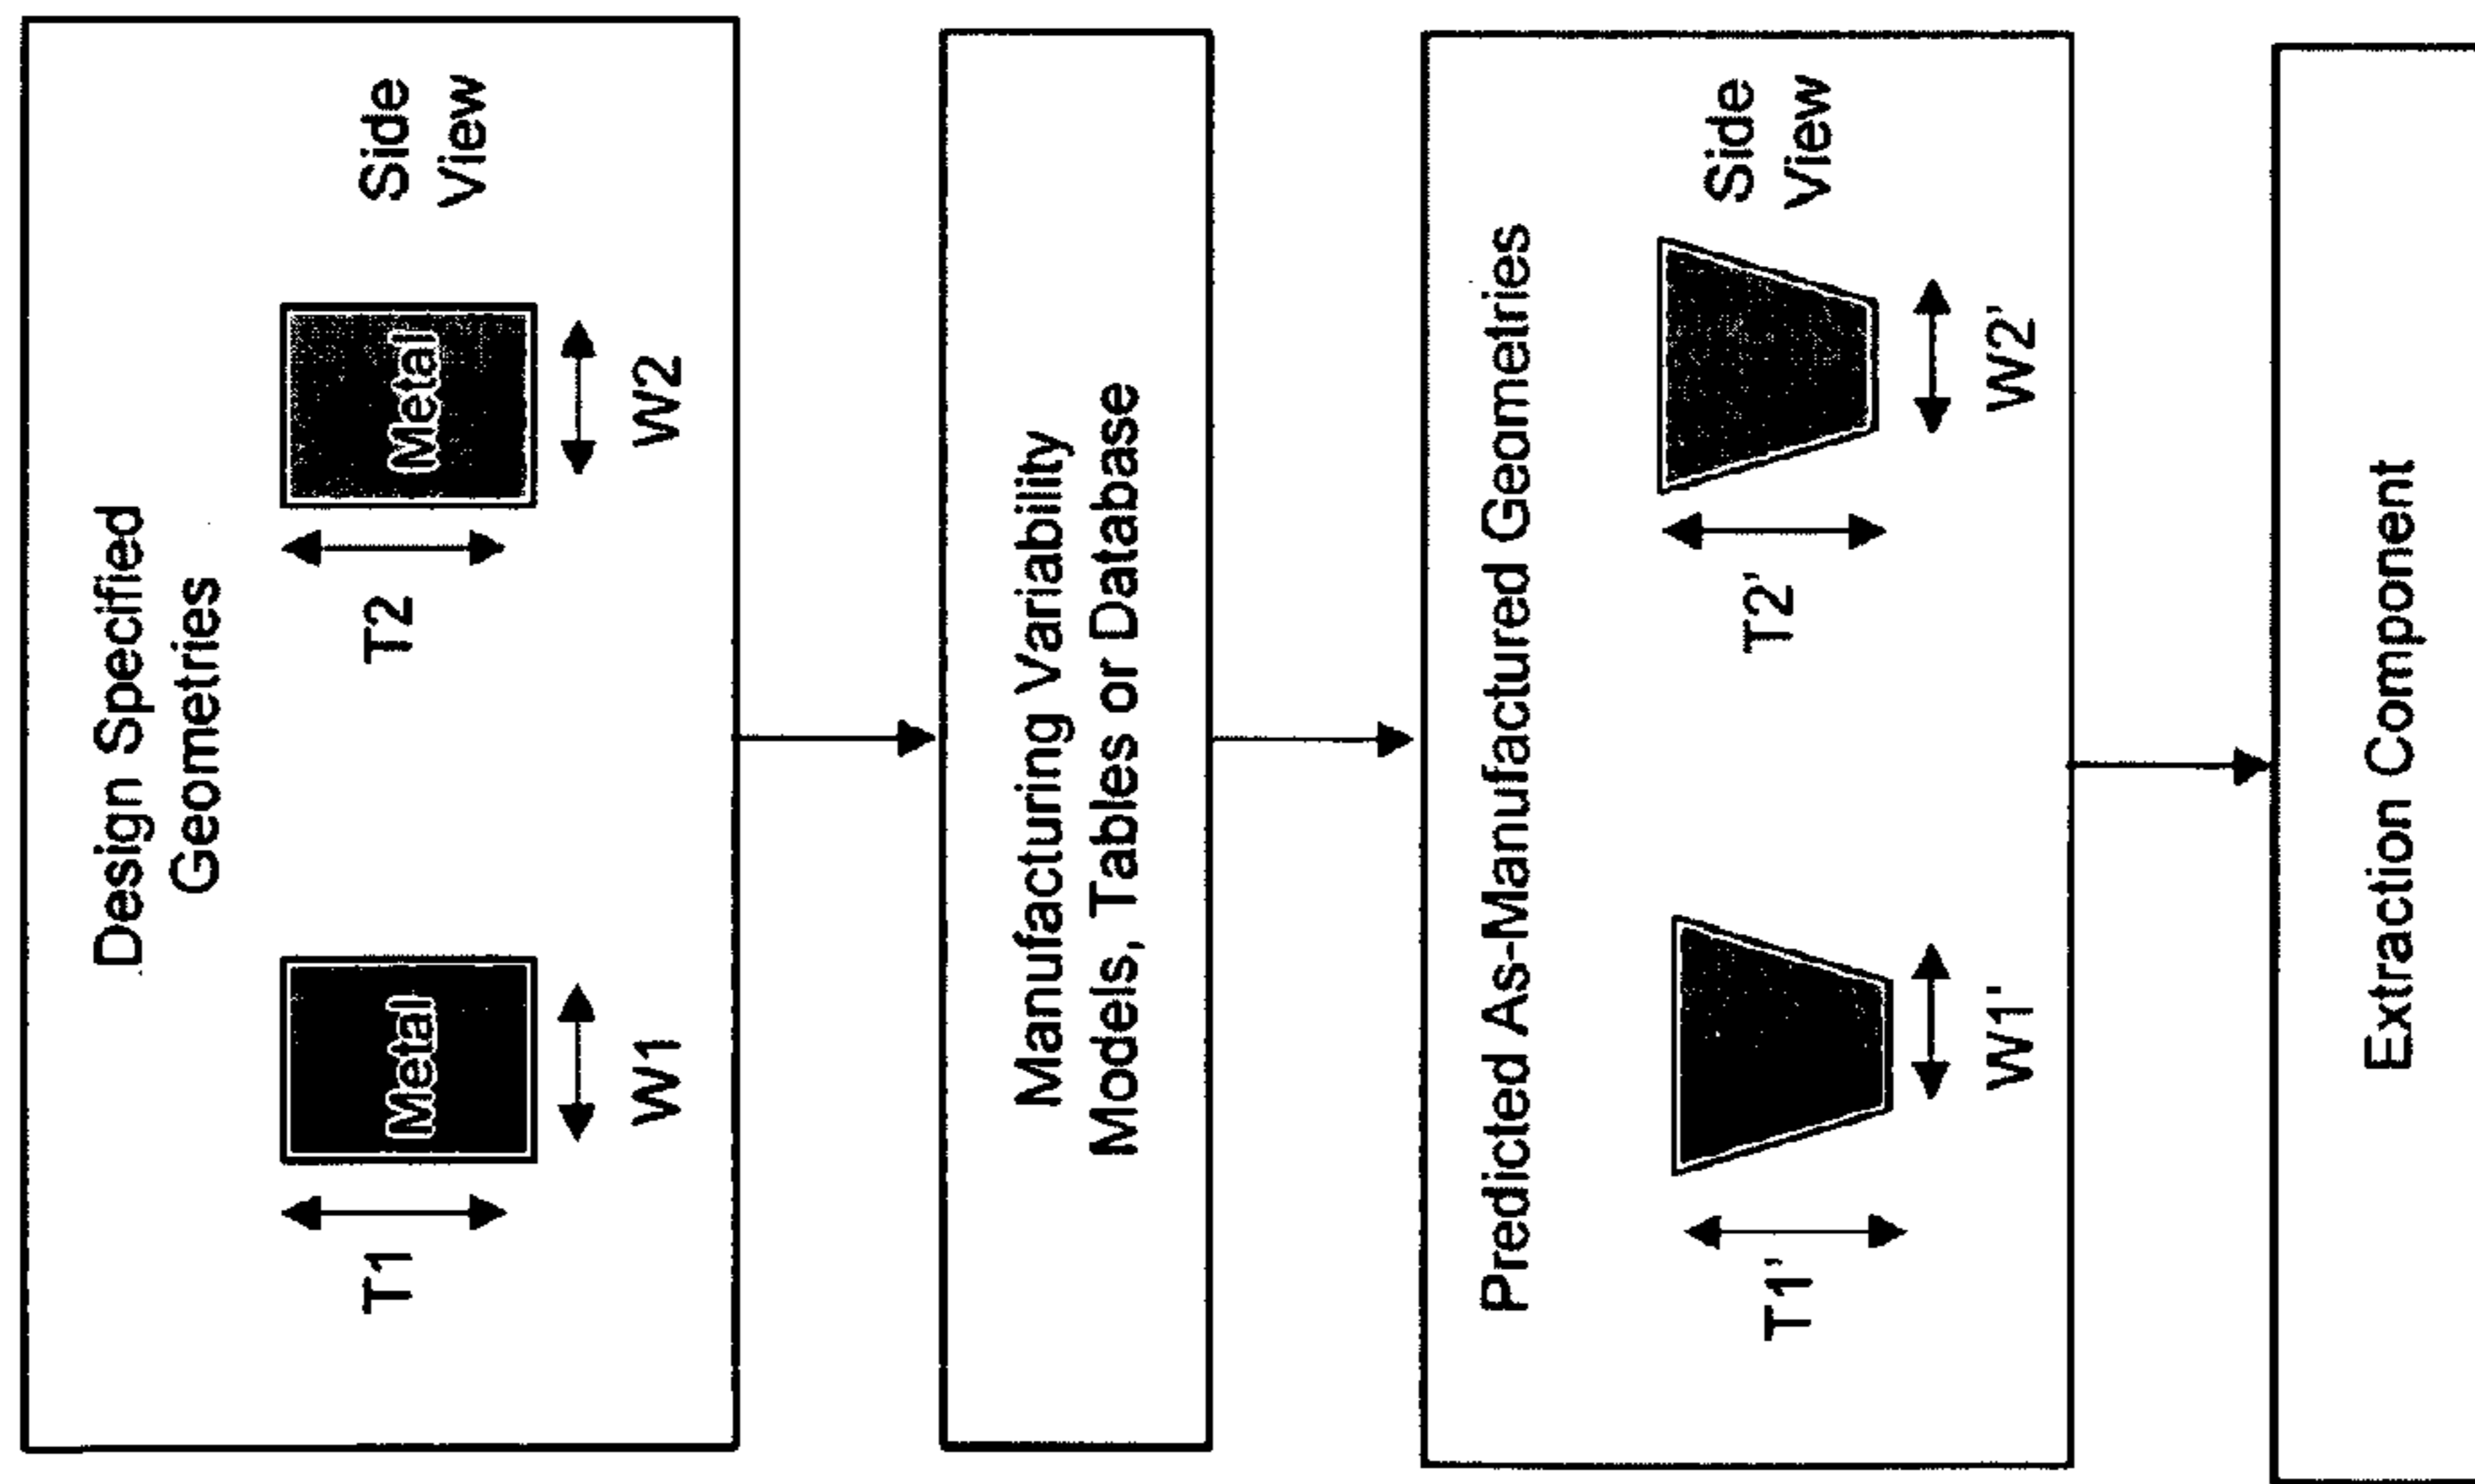 Design Specified
Geometries
T1
Metal
W1
T2
Metal
W2
Side
View
Manufacturing Variability
Models, Tables or Database
Predicted As-Manufactured Geometries
T1'
W1'
T2'
W2'
Side
View
Extraction Component